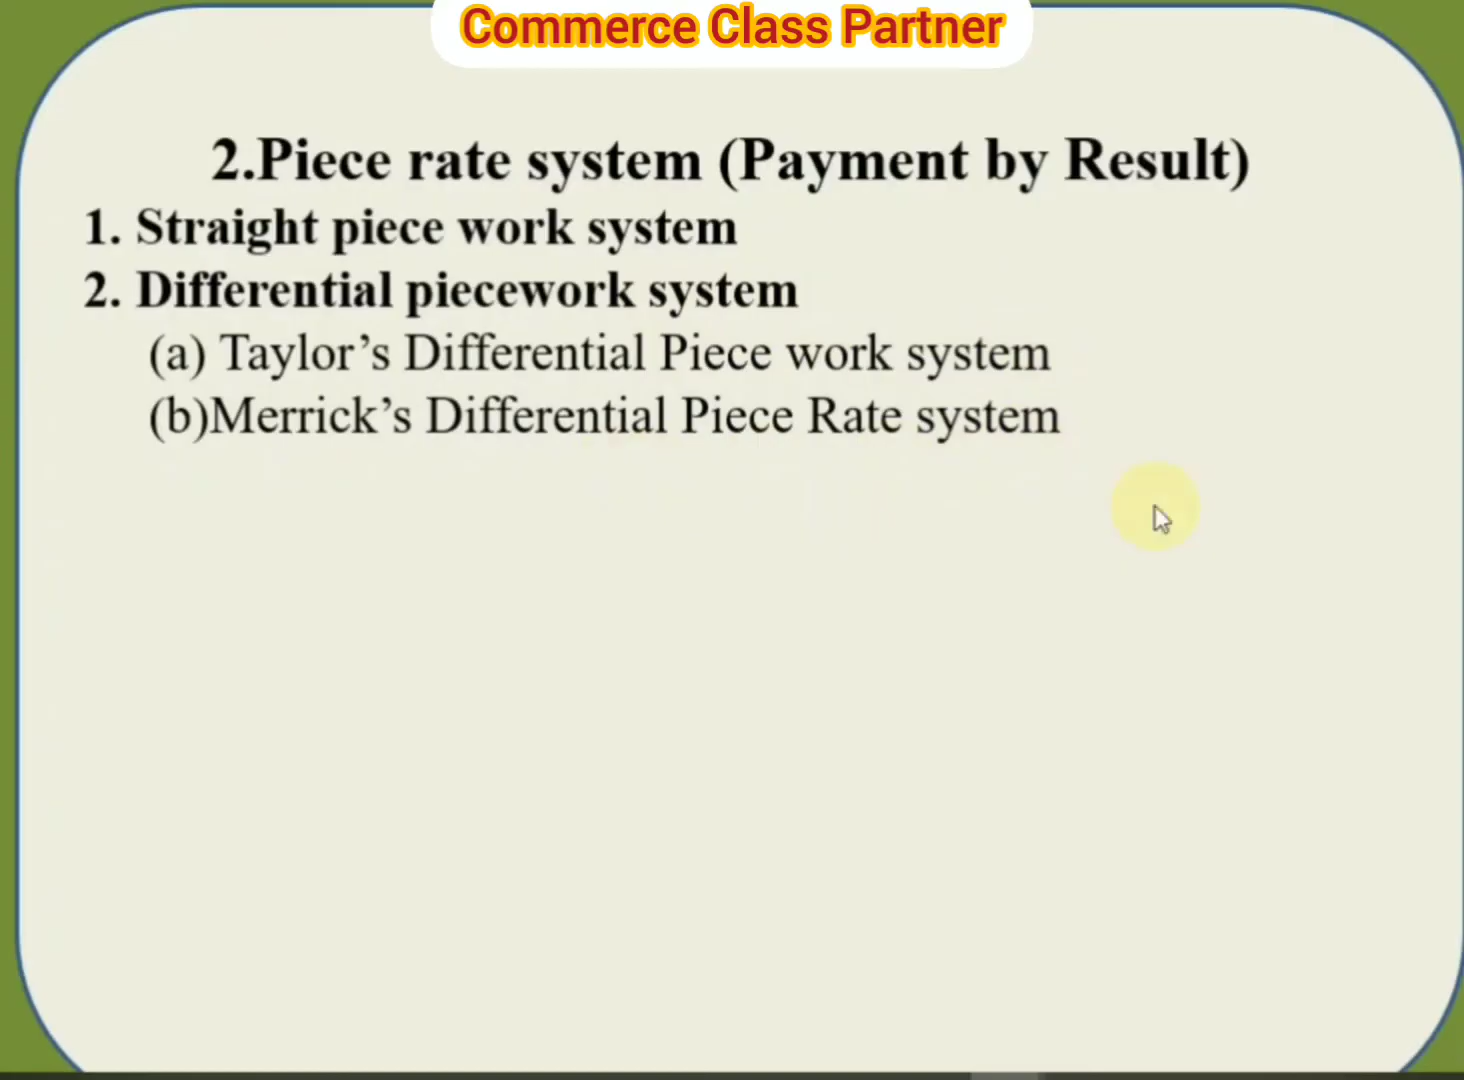 Commerce Class Partner
2.Piece rate system (Payment by Result)
1. Straight piece work system
2. Differential piecework system
(a) Taylor’s Differential Piece work system
(b)Merrick’s Differential Piece Rate system